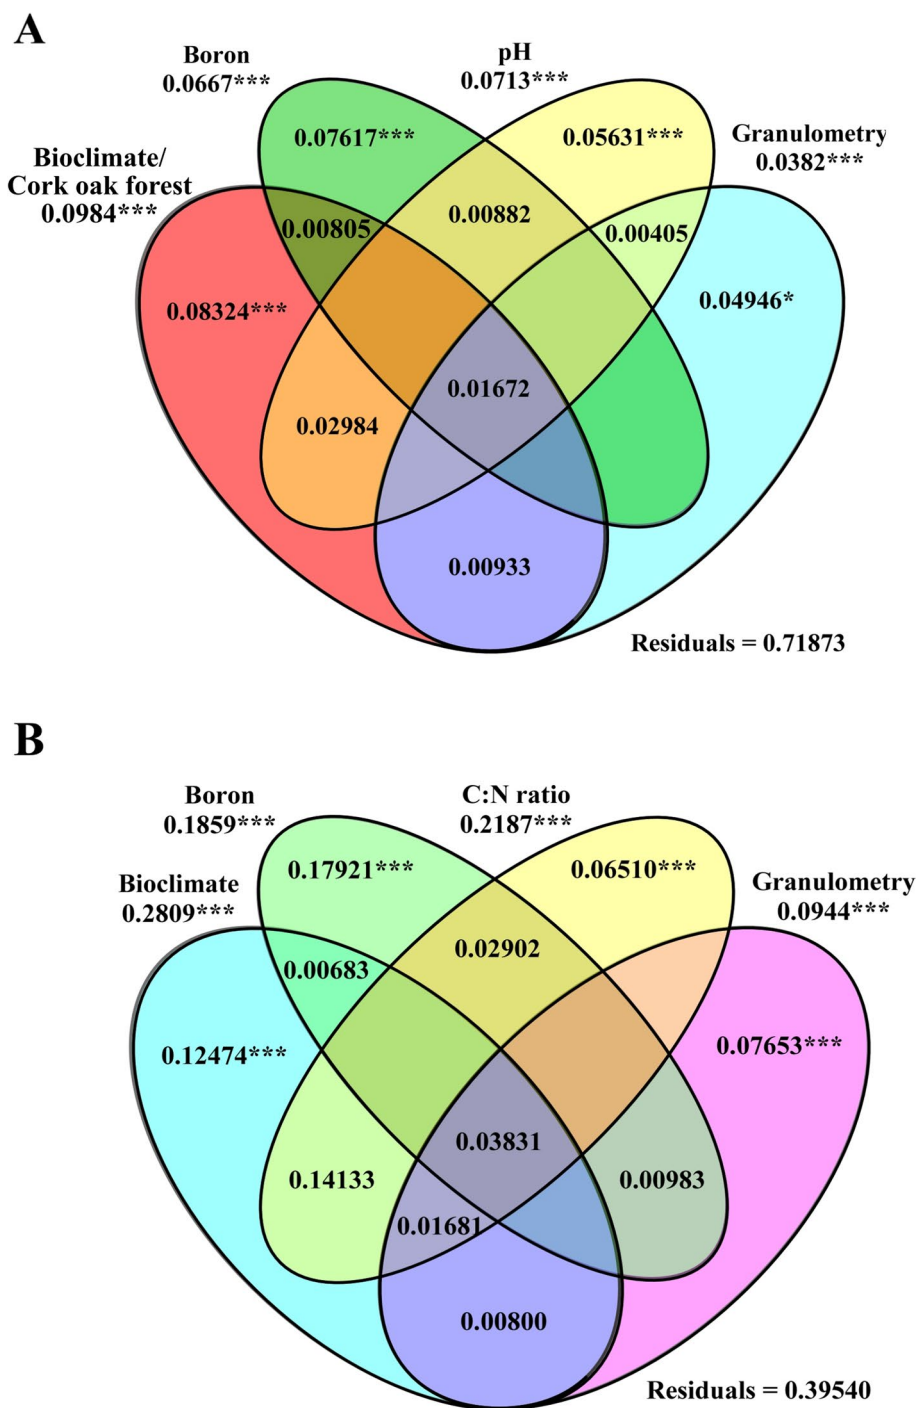 A
Boron
0.0667***
pH
0.0713***
Granulometry
0.0382***
Bioclimate/
Cork oak forest
0.0984***
0.07617***
0.05631***
0.00805
0.00882
0.00405
0.08324***
0.04946*
0.01672
0.02984
0.00933
Residuals = 0.71873
B
Boron
0.1859***
C:N ratio
0.2187***
Bioclimate
0.2809***
Granulometry
0.0944***
0.17921***
0.06510***
0.00683
0.02902
0.12474***
0.07653***
0.03831
0.14133
0.00983
0.01681
0.00800
Residuals = 0.39540